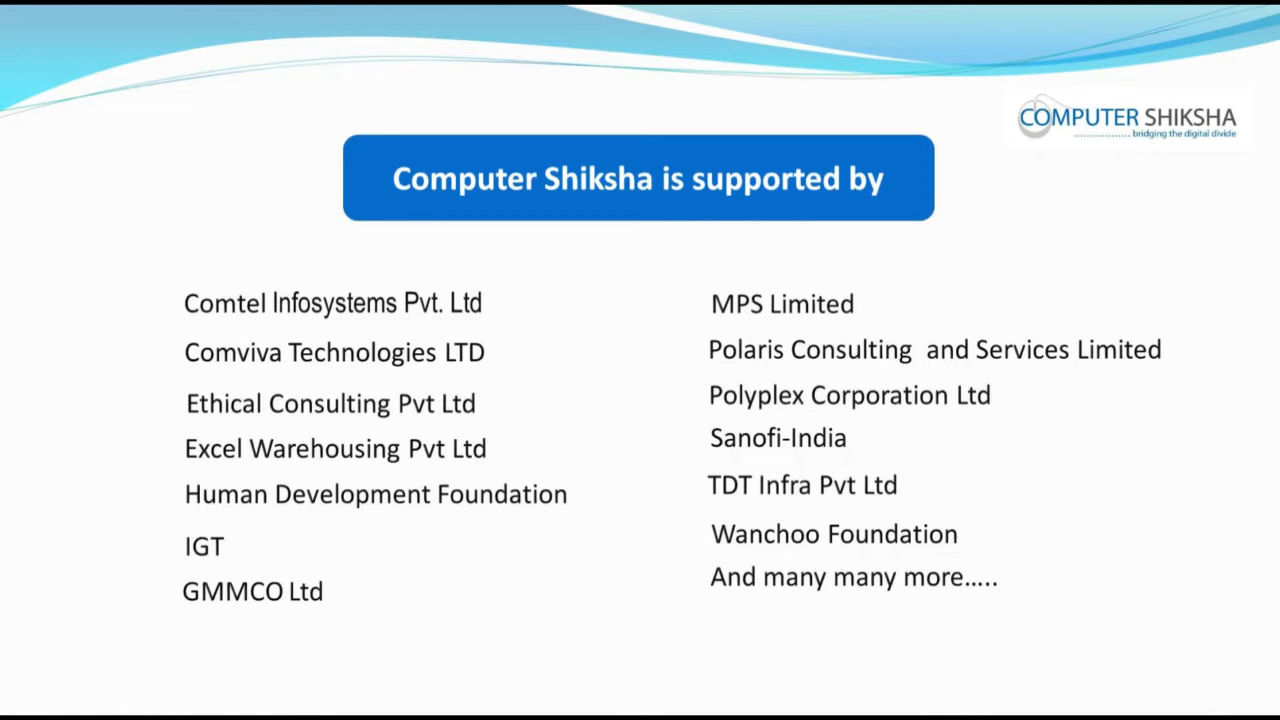 COMPUTER SHIKSHA
bridging the digital divide
Computer Shiksha is supported by
Comtel Infosystems Pvt. Ltd
Comviva Technologies LTD
Ethical Consulting Pvt Ltd
Excel Warehousing Pvt Ltd
Human Development Foundation
IGT
GMMCO Ltd
MPS Limited
Polaris Consulting and Services Limited
Polyplex Corporation Ltd
Sanofi-India
TDT Infra Pvt Ltd
Wanchoo Foundation
And many many more.....